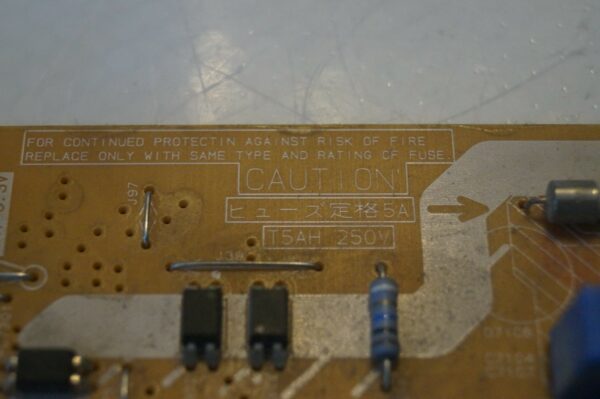 FOR CONTINUED PROTECTIN AGAINST RISK OF FIRE
REPLACE ONLY WITH SAME TYPE AND RATING OF FUSE.
CAUTION
ヒューズ定格5A
T5AH 250V
J97